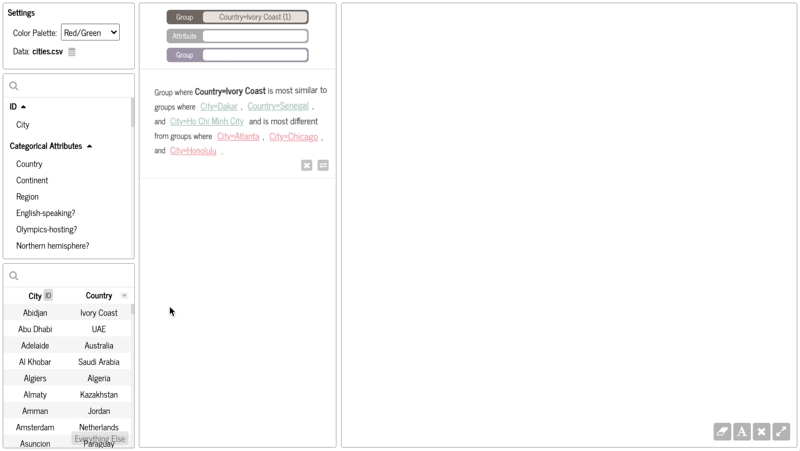 Settings
Color Palette: Red/Green
Data: cities.csv
ID
City
Categorical Attributes
Country
Continent
Region
English-speaking?
Olympics-hosting?
Northern hemisphere?
City ID Country
Abidjan Ivory Coast
Abu Dhabi UAE
Adelaide Australia
Al Khobar Saudi Arabia
Algiers Algeria
Almaty Kazakhstan
Amman Jordan
Amsterdam Netherlands
Everything Else
Asuncion Paraguay
Group Country=Ivory Coast (1)
Attribute
Group
Group where Country=Ivory Coast is most similar to
groups where City=Dakar , Country=Senegal ,
and City=Ho Chi Minh City and is most different
from groups where City=Atlanta , City=Chicago ,
and City=Honolulu .
A